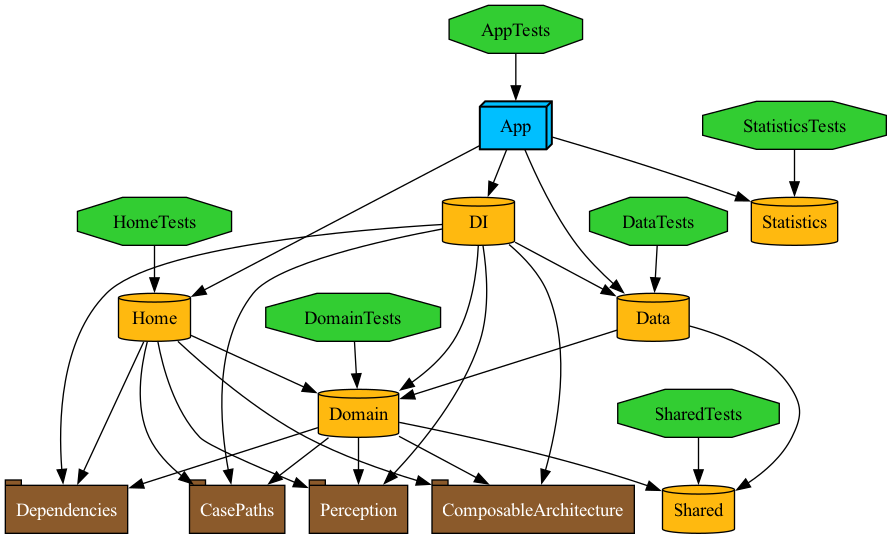 AppTests
App
StatisticsTests
HomeTests
DI
DataTests
Statistics
Home
DomainTests
Data
Domain
SharedTests
Dependencies
CasePaths
Perception
ComposableArchitecture
Shared